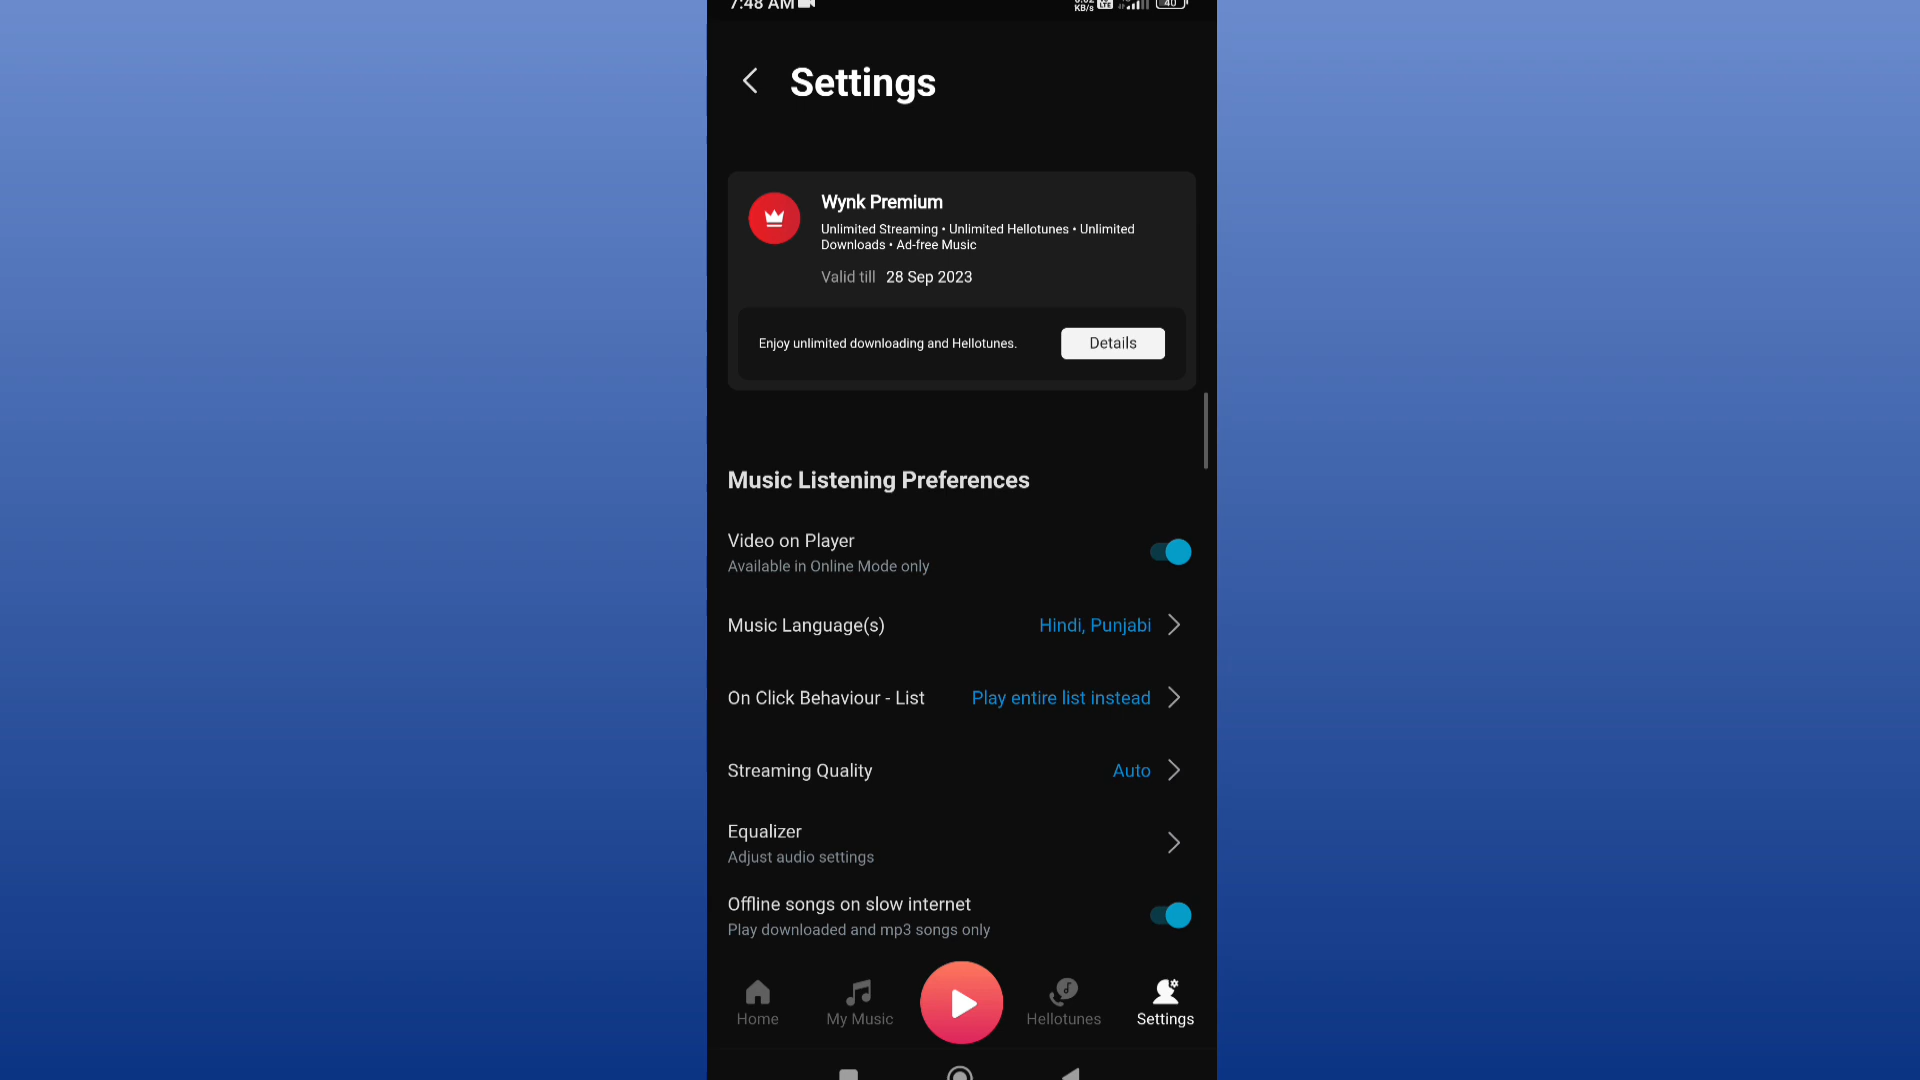 7:48 AM
KB/s
40
Settings
Wynk Premium
Unlimited Streaming • Unlimited Hellotunes • Unlimited
Downloads • Ad-free Music
Valid till 28 Sep 2023
Enjoy unlimited downloading and Hellotunes.
Details
Music Listening Preferences
Video on Player
Available in Online Mode only
Music Language(s) Hindi, Punjabi
On Click Behaviour - List Play entire list instead
Streaming Quality Auto
Equalizer
Adjust audio settings
Offline songs on slow internet
Play downloaded and mp3 songs only
Home My Music Hellotunes Settings